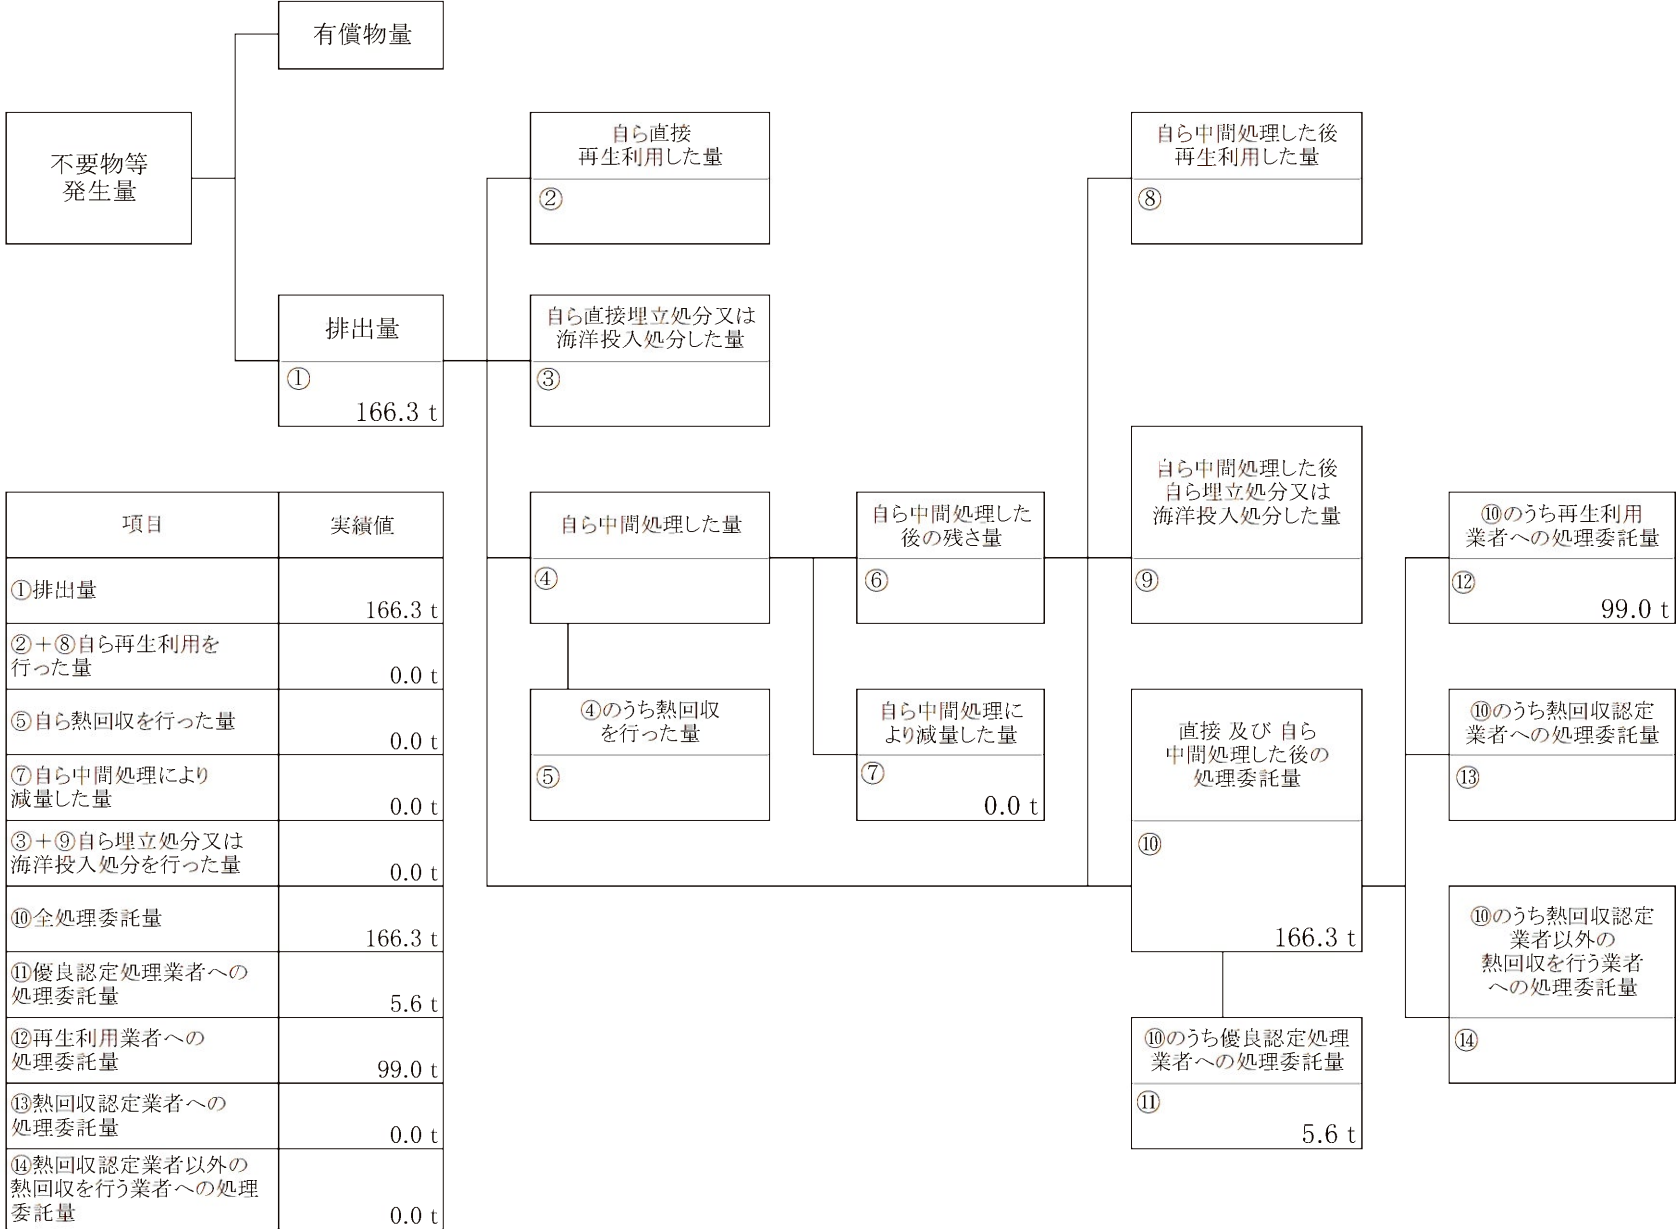 有償物量
不要物等
発生量
自ら直接
再生利用した量
②
自ら中間処理した後
再生利用した量
⑧
排出量
①
166.3 t
自ら直接埋立処分又は
海洋投入処分した量
③
自ら中間処理した量
④
自ら中間処理した
後の残さ量
⑥
自ら中間処理した後
自ら埋立処分又は
海洋投入処分した量
⑨
⑩のうち再生利用
業者への処理委託量
⑫
99.0 t
④のうち熱回収
を行った量
⑤
自ら中間処理に
より減量した量
⑦
0.0 t
直接 及び 自ら
中間処理した後の
処理委託量
⑩
166.3 t
⑩のうち熱回収認定
業者への処理委託量
⑬
⑩のうち熱回収認定
業者以外の
熱回収を行う業者
への処理委託量
⑭
⑩のうち優良認定処理
業者への処理委託量
⑪
5.6 t
項目 実績値
①排出量
166.3 t
②＋⑧自ら再生利用を
行った量
0.0 t
⑤自ら熱回収を行った量
0.0 t
⑦自ら中間処理により
減量した量
0.0 t
③＋⑨自ら埋立処分又は
海洋投入処分を行った量
0.0 t
⑩全処理委託量
166.3 t
⑪優良認定処理業者への
処理委託量
5.6 t
⑫再生利用業者への
処理委託量
99.0 t
⑬熱回収認定業者への
処理委託量
0.0 t
⑭熱回収認定業者以外の
熱回収を行う業者への処理
委託量
0.0 t